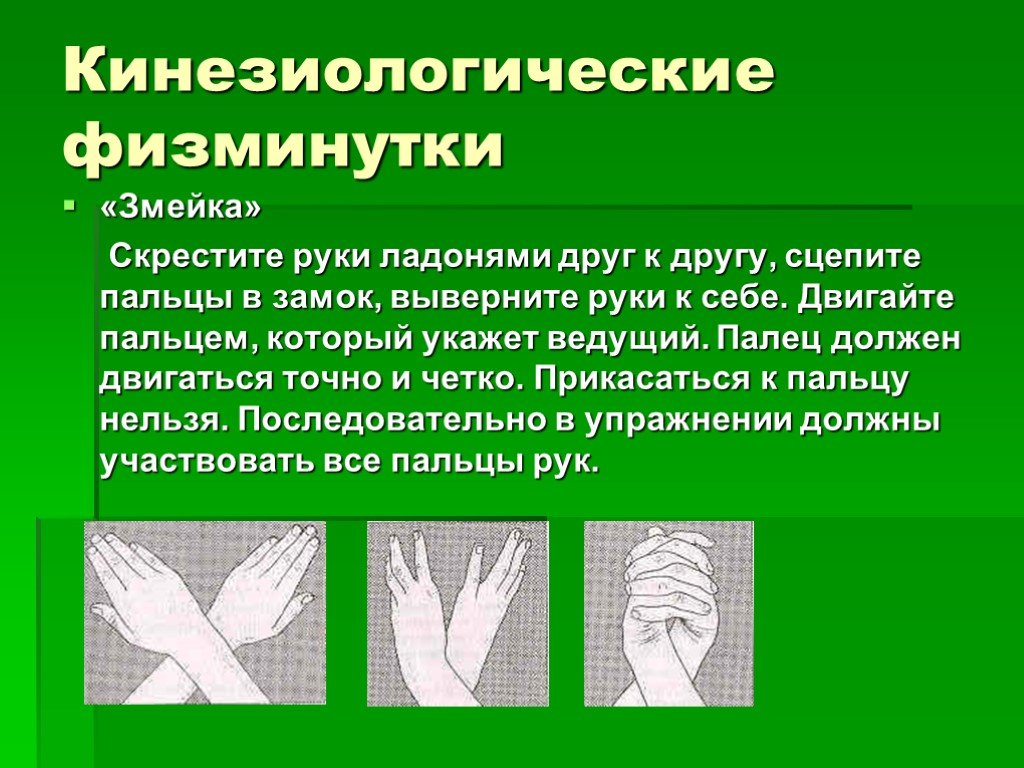 Кинезиологические
физминутки
«Змейка»
Скрестите руки ладонями друг к другу, сцепите
пальцы в замок, выверните руки к себе. Двигайте
пальцем, который укажет ведущий. Палец должен
двигаться точно и четко. Прикасаться к пальцу
нельзя. Последовательно в упражнении должны
участвовать все пальцы рук.